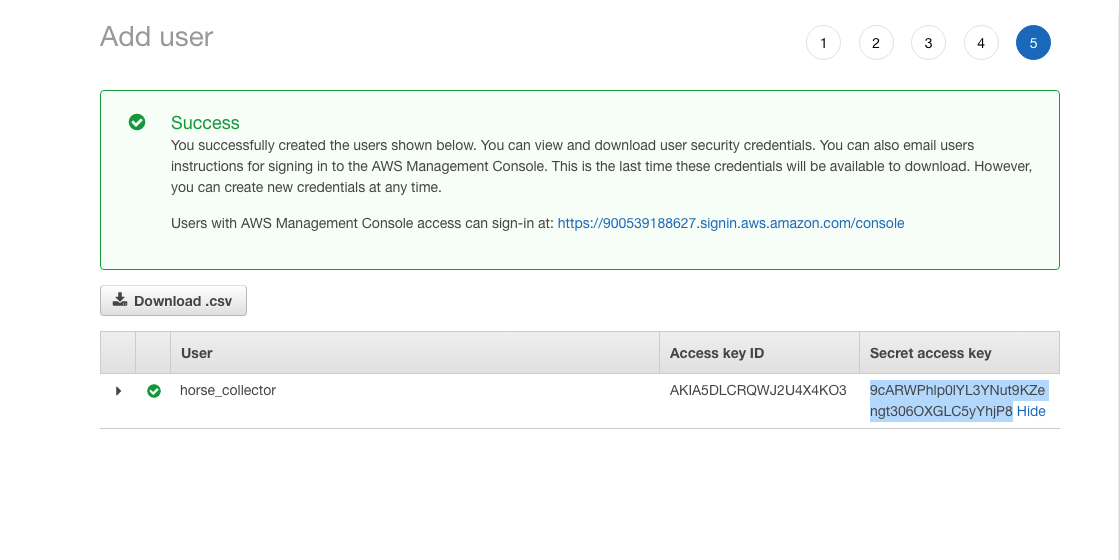 Add user
1 2 3 4 5
Success
You successfully created the users shown below. You can view and download user security credentials. You can also email users
instructions for signing in to the AWS Management Console. This is the last time these credentials will be available to download. However,
you can create new credentials at any time.
Users with AWS Management Console access can sign-in at: https://900539188627.signin.aws.amazon.com/console
Download .csv
User Access key ID Secret access key
horse_collector AKIA5DLCRQWJ2U4X4KO3
Hide